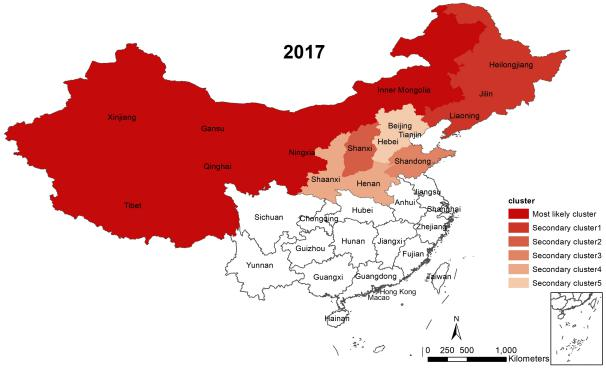 2017
Heilongjiang
Inner Mongolia
Jilin
Xinjiang
Liaoning
Gansu
Beijing
Tianjin
Hebei
Ningxia
Shanxi
Shandong
Qinghai
Shaanxi
Henan
Jiangsu
Tibet
Anhui
Shanghai
Sichuan
Chongqing
Hubei
Zhejiang
Guizhou
Hunan
Jiangxi
Fujian
Yunnan
Guangxi
Guangdong
Taiwan
Hong Kong
Macao
Hainan
cluster
Most likely cluster
Secondary cluster1
Secondary cluster2
Secondary cluster3
Secondary cluster4
Secondary cluster5
N
0 250 500 1,000
Kilometers